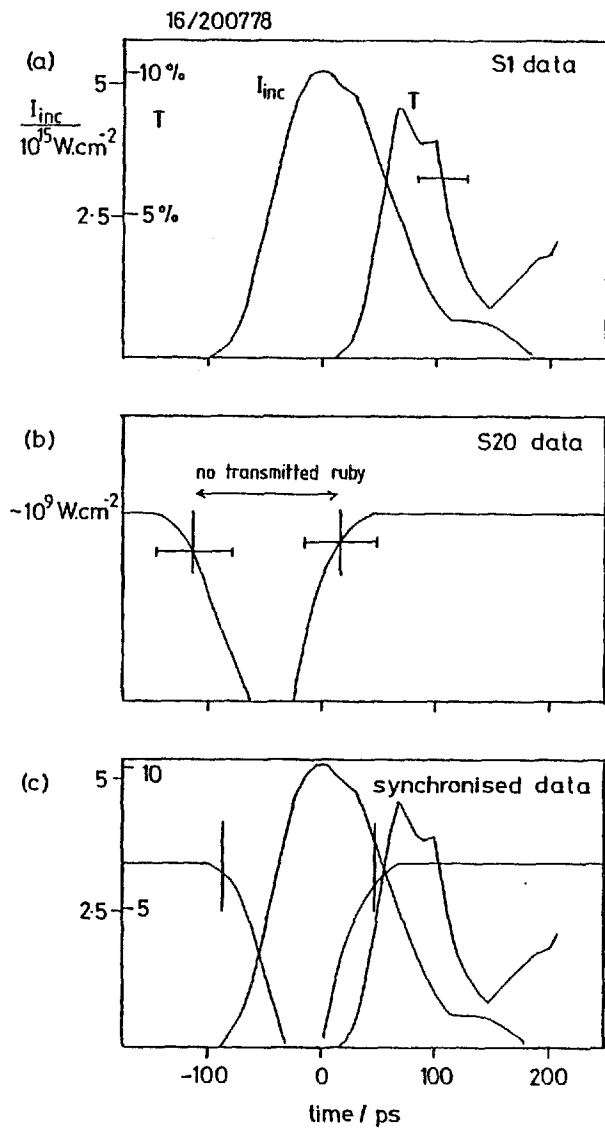 16/200778
(a)
S1 data
I_inc / 10^15 W.cm^-2
T
5
10%
2·5
5%
I_inc
T
(b)
S20 data
no transmitted ruby
~10^9 W.cm^-2
(c)
synchronised data
5
10
2·5
5
-100
0
100
200
time / ps